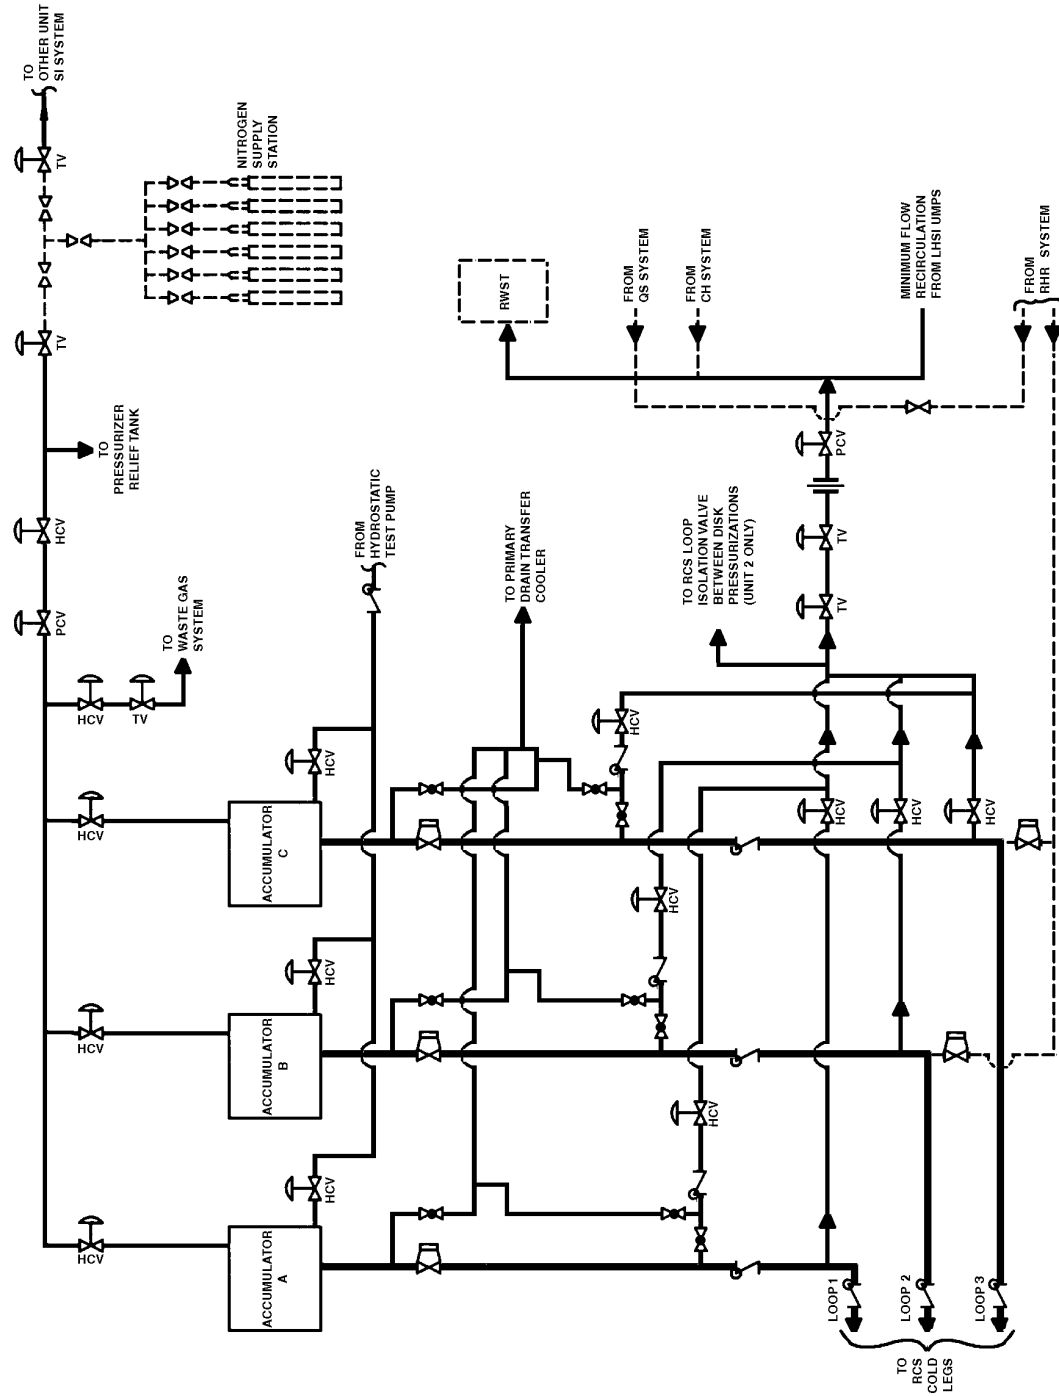 TO
OTHER UNIT
SI SYSTEM
TV
NITROGEN
SUPPLY
STATION
TV
TO
PRESSURIZER
RELIEF TANK
HCV
PCV
TO
WASTE GAS
SYSTEM
HCV
TV
HCV
HCV
HCV
RWST
FROM
QS SYSTEM
FROM
CH SYSTEM
MINIMUM FLOW
RECIRCULATION
FROM LHSI UMPS
FROM
RHR SYSTEM
PCV
TV
TV
FROM
HYDROSTATIC
TEST PUMP
TO PRIMARY
DRAIN TRANSFER
COOLER
TO RCS LOOP
ISOLATION VALVE
BETWEEN DISK
PRESSURIZATIONS
(UNIT 2 ONLY)
ACCUMULATOR
C
HCV
HCV
HCV
HCV
HCV
ACCUMULATOR
B
HCV
HCV
ACCUMULATOR
A
HCV
HCV
LOOP 1
LOOP 2
LOOP 3
TO
RCS
COLD
LEGS